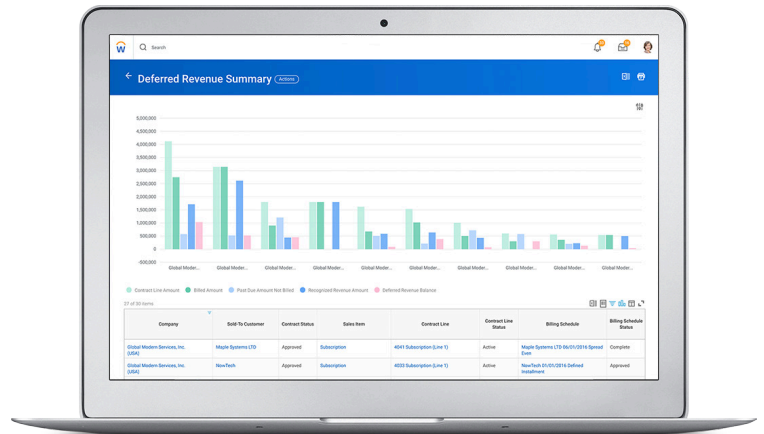 W
Search
Deferred Revenue Summary Actions
5,000,000
4,500,000
4,000,000
3,500,000
3,000,000
2,500,000
2,000,000
1,500,000
1,000,000
500,000
0
-500,000
Global Moder... Global Moder... Global Moder... Global Moder... Global Moder... Global Moder... Global Moder... Global Moder... Global Moder... Global Moder...
Contract Line Amount Billed Amount Past Due Amount Not Billed Recognized Revenue Amount Deferred Revenue Balance
items
Company Sold-To Customer Contract Status Sales Item Contract Line Contract Line Status Billing Schedule Billing Schedule Status
Global Modern Services, Inc. (USA) Maple Systems LTD Approved Subscription 4041 Subscription (Line 1) Active Maple Systems LTD 06/01/2016 Spread Even Complete
Global Modern Services, Inc. (USA) NowTech Approved Subscription 4033 Subscription (Line 1) Active NowTech 01/01/2016 Defined Installment Approved